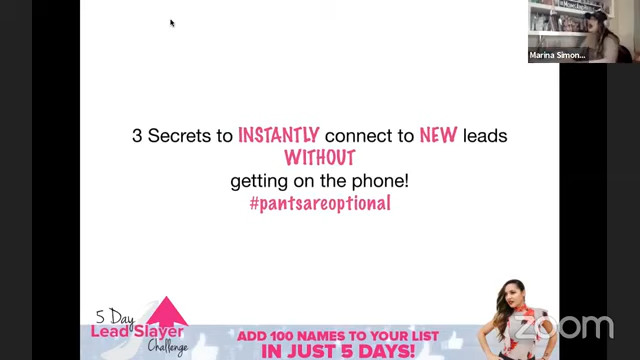 Marina Simon...
3 Secrets to INSTANTLY connect to NEW leads
WITHOUT
getting on the phone!
#pantsareoptional
5 Day
Lead Slayer
Challenge
ADD 100 NAMES TO YOUR LIST
IN JUST 5 DAYS!
zoom